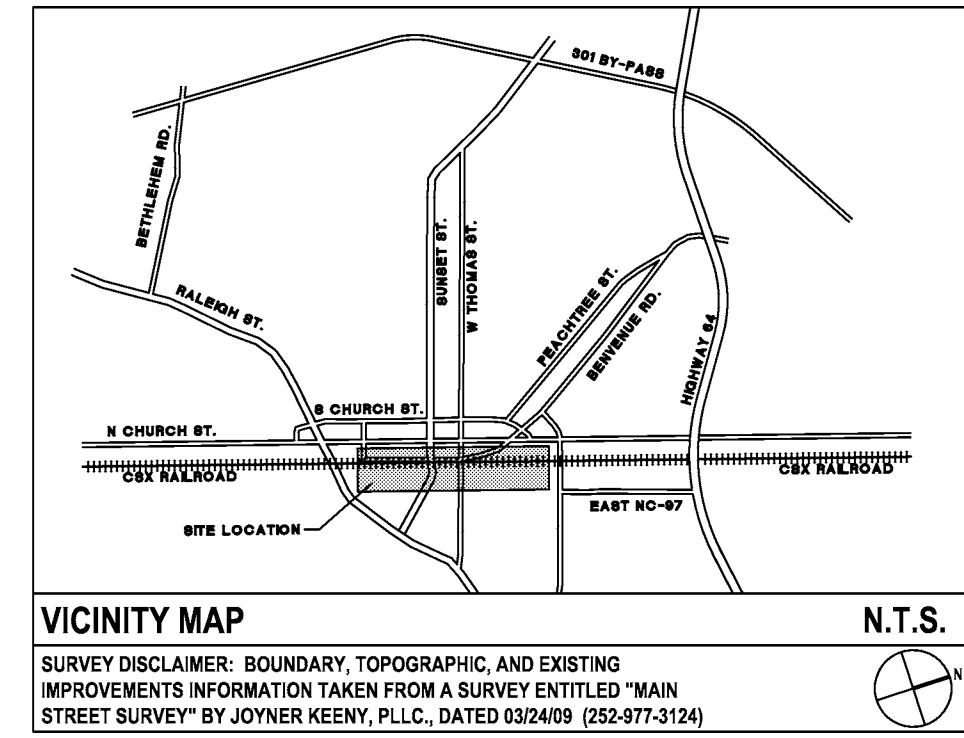 301 BY-PASS
BETHLEHEM RD.
SUNSET ST.
W THOMAS ST.
RALEIGH ST.
PEACHTREE ST.
BENVENUE RD.
HIGHWAY 64
S CHURCH ST.
N CHURCH ST.
CSX RAILROAD
CSX RAILROAD
EAST NC-97
SITE LOCATION
VICINITY MAP
N.T.S.
SURVEY DISCLAIMER: BOUNDARY, TOPOGRAPHIC, AND EXISTING
IMPROVEMENTS INFORMATION TAKEN FROM A SURVEY ENTITLED "MAIN
STREET SURVEY" BY JOYNER KEENY, PLLC., DATED 03/24/09 (252-977-3124)
N